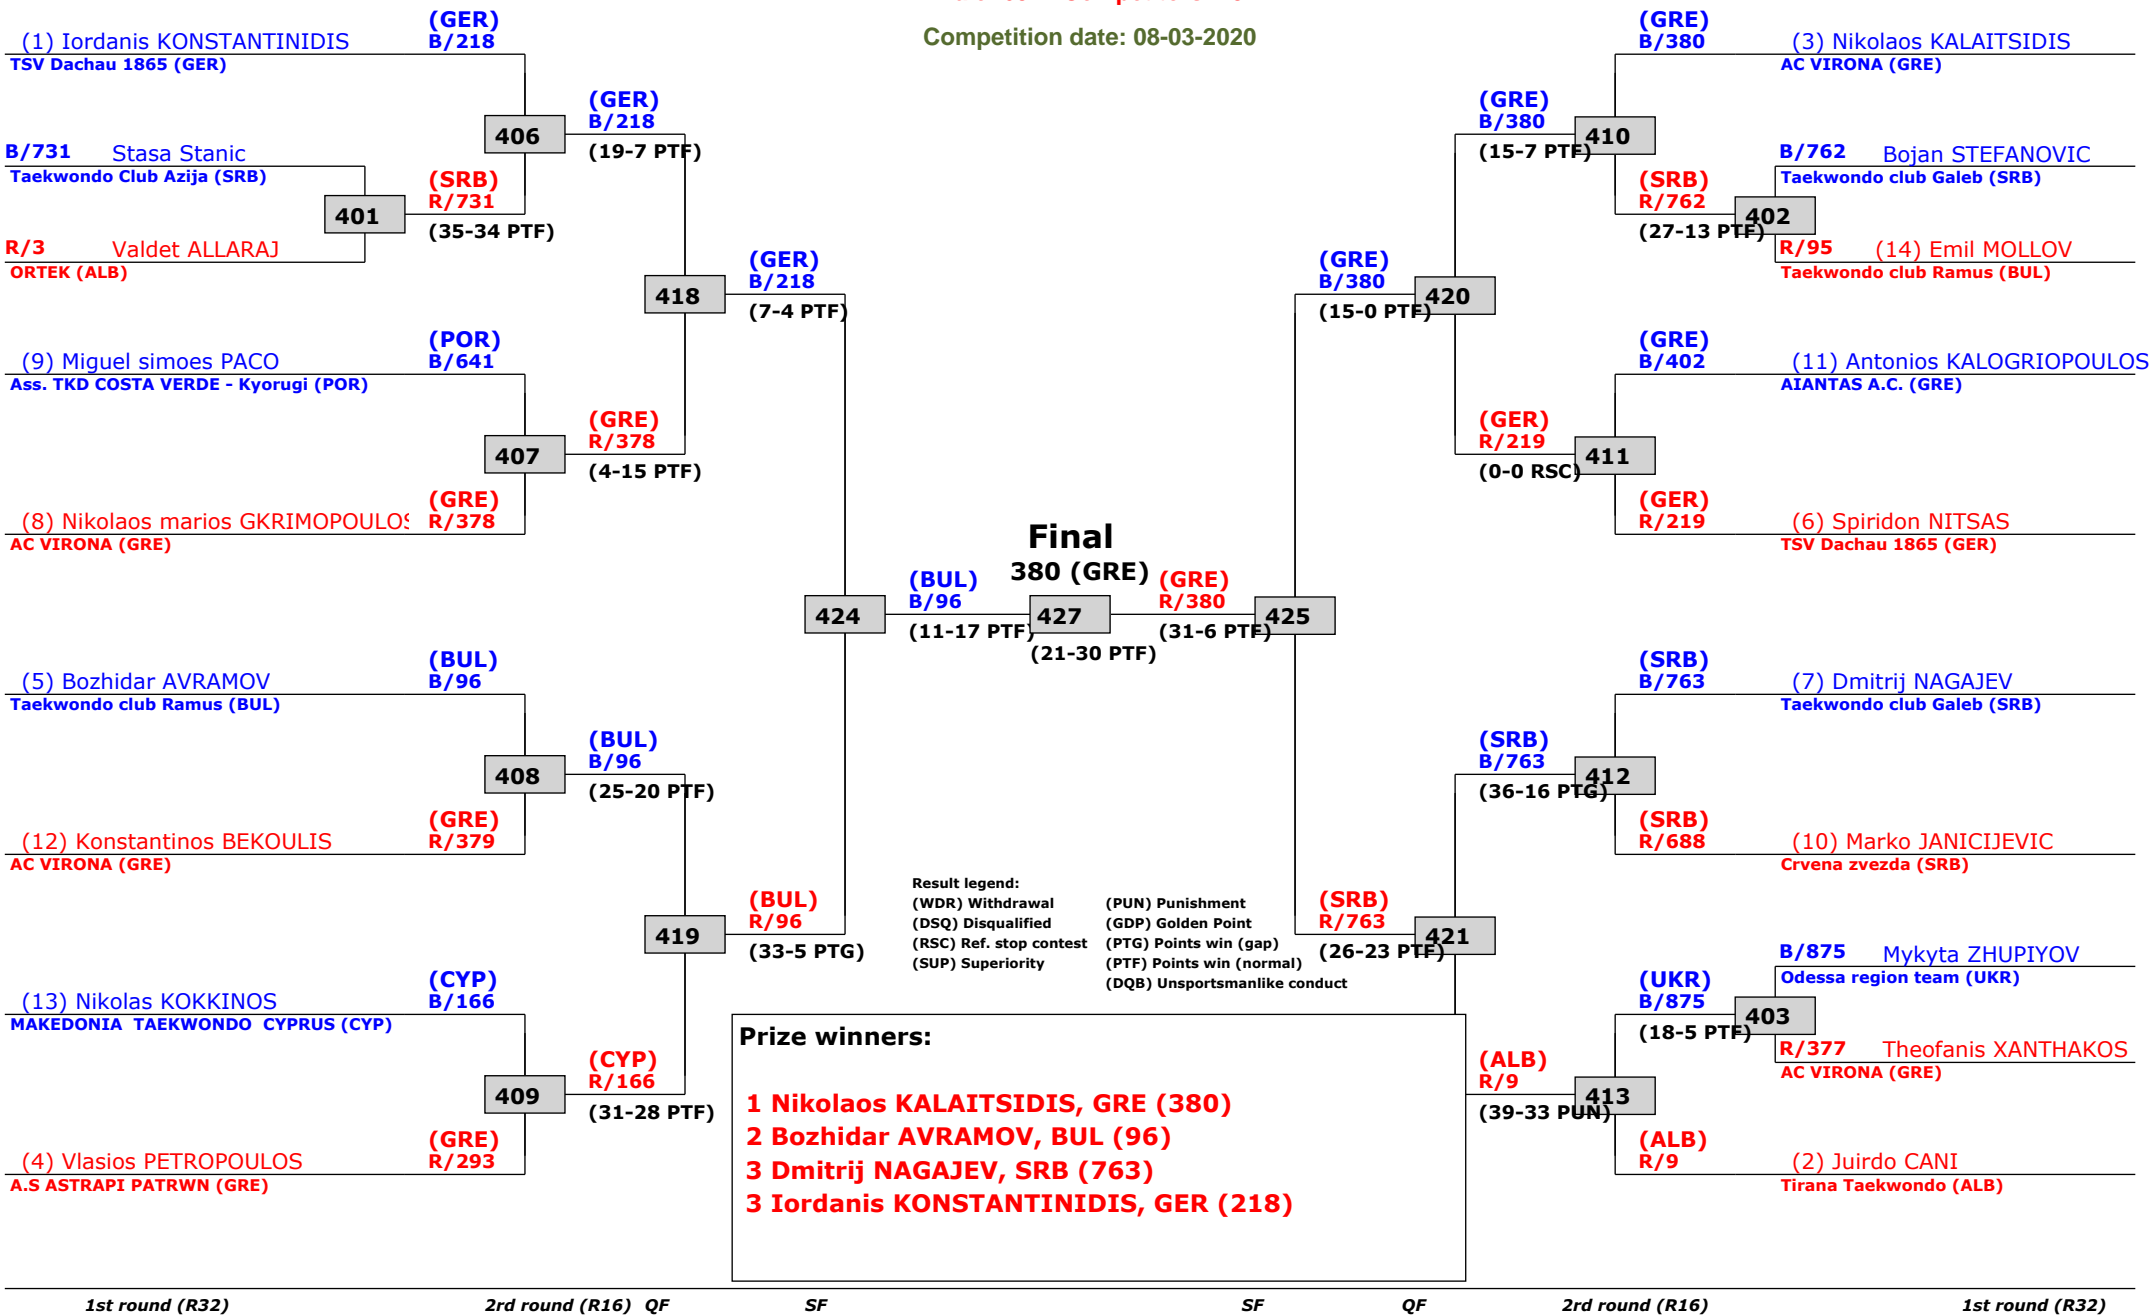 Competition date: 08-03-2020
(1) Iordanis KONSTANTINIDIS
TSV Dachau 1865 (GER)
(GER)
B/218
B/731 Stasa Stanic
Taekwondo Club Azija (SRB)
401
R/3 Valdet ALLARAJ
ORTEK (ALB)
(SRB)
R/731
(35-34 PTF)
406
(GER)
B/218
(19-7 PTF)
(9) Miguel simoes PACO
Ass. TKD COSTA VERDE - Kyorugi (POR)
(POR)
B/641
407
(8) Nikolaos marios GKRIMOPOULOS
AC VIRONA (GRE)
(GRE)
R/378
(GRE)
R/378
(4-15 PTF)
418
(GER)
B/218
(7-4 PTF)
(5) Bozhidar AVRAMOV
Taekwondo club Ramus (BUL)
(BUL)
B/96
408
(12) Konstantinos BEKOULIS
AC VIRONA (GRE)
(GRE)
R/379
(BUL)
B/96
(25-20 PTF)
(13) Nikolas KOKKINOS
MAKEDONIA TAEKWONDO CYPRUS (CYP)
(CYP)
B/166
409
(4) Vlasios PETROPOULOS
A.S ASTRAPI PATRWN (GRE)
(GRE)
R/293
(CYP)
R/166
(31-28 PTF)
419
(BUL)
R/96
(33-5 PTG)
424
(BUL)
B/96
(11-17 PTF)
Final
380 (GRE)
427
(21-30 PTF)
(GRE)
R/380
(31-6 PTF)
425
(GRE)
B/380
(15-0 PTF)
420
(GRE)
B/380
(15-7 PTF)
410
(GRE)
B/380
(3) Nikolaos KALAITSIDIS
AC VIRONA (GRE)
(SRB)
R/762
(27-13 PTF)
402
B/762 Bojan STEFANOVIC
Taekwondo club Galeb (SRB)
R/95 (14) Emil MOLLOV
Taekwondo club Ramus (BUL)
(GER)
R/219
(0-0 RSC)
411
(GRE)
B/402
(11) Antonios KALOGRIOPOULOS
AIANTAS A.C. (GRE)
(GER)
R/219
(6) Spiridon NITSAS
TSV Dachau 1865 (GER)
(SRB)
R/763
(26-23 PTF)
421
(SRB)
B/763
(36-16 PTG)
412
(SRB)
B/763
(7) Dmitrij NAGAJEV
Taekwondo club Galeb (SRB)
(SRB)
R/688
(10) Marko JANICIJEVIC
Crvena zvezda (SRB)
(ALB)
R/9
(39-33 PUN)
413
(UKR)
B/875
(18-5 PTF)
403
B/875 Mykyta ZHUPIYOV
Odessa region team (UKR)
R/377 Theofanis XANTHAKOS
AC VIRONA (GRE)
(ALB)
R/9
(2) Juirdo CANI
Tirana Taekwondo (ALB)
Result legend:
(WDR) Withdrawal (PUN) Punishment
(DSQ) Disqualified (GDP) Golden Point
(RSC) Ref. stop contest (PTG) Points win (gap)
(SUP) Superiority (PTF) Points win (normal)
(DQB) Unsportsmanlike conduct
Prize winners:
1 Nikolaos KALAITSIDIS, GRE (380)
2 Bozhidar AVRAMOV, BUL (96)
3 Dmitrij NAGAJEV, SRB (763)
3 Iordanis KONSTANTINIDIS, GER (218)
1st round (R32) 2rd round (R16) QF SF SF QF 2rd round (R16) 1st round (R32)